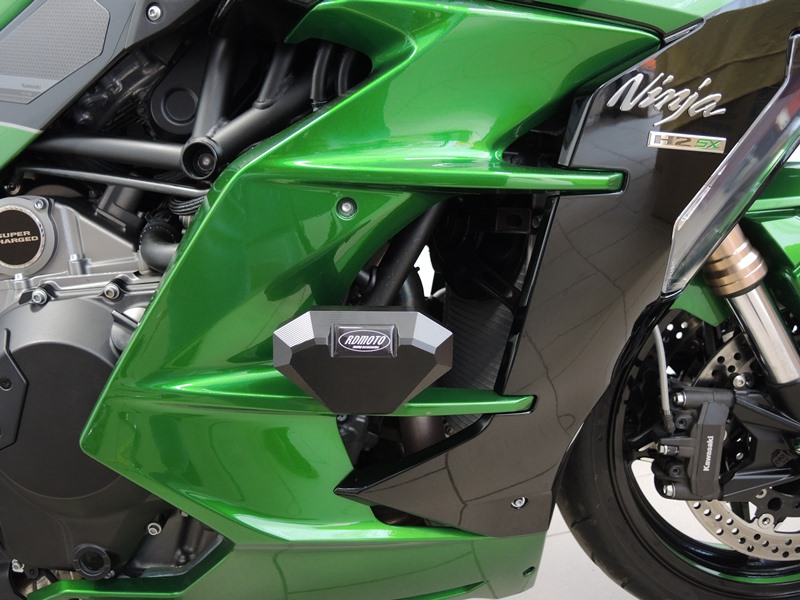 Ninja
H2 SX
SUPER
CHARGED
RDMOTO
Kawasaki